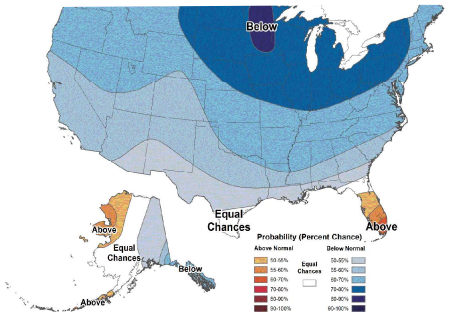 Below
Equal
Chances
Above
Above
Equal
Chances
Below
Above
Probability (Percent Chance)
Above Normal
Below Normal
Equal
Chances
50-55%
55-60%
60-70%
70-80%
80-90%
90-100%
50-55%
55-60%
60-70%
70-80%
80-90%
90-100%